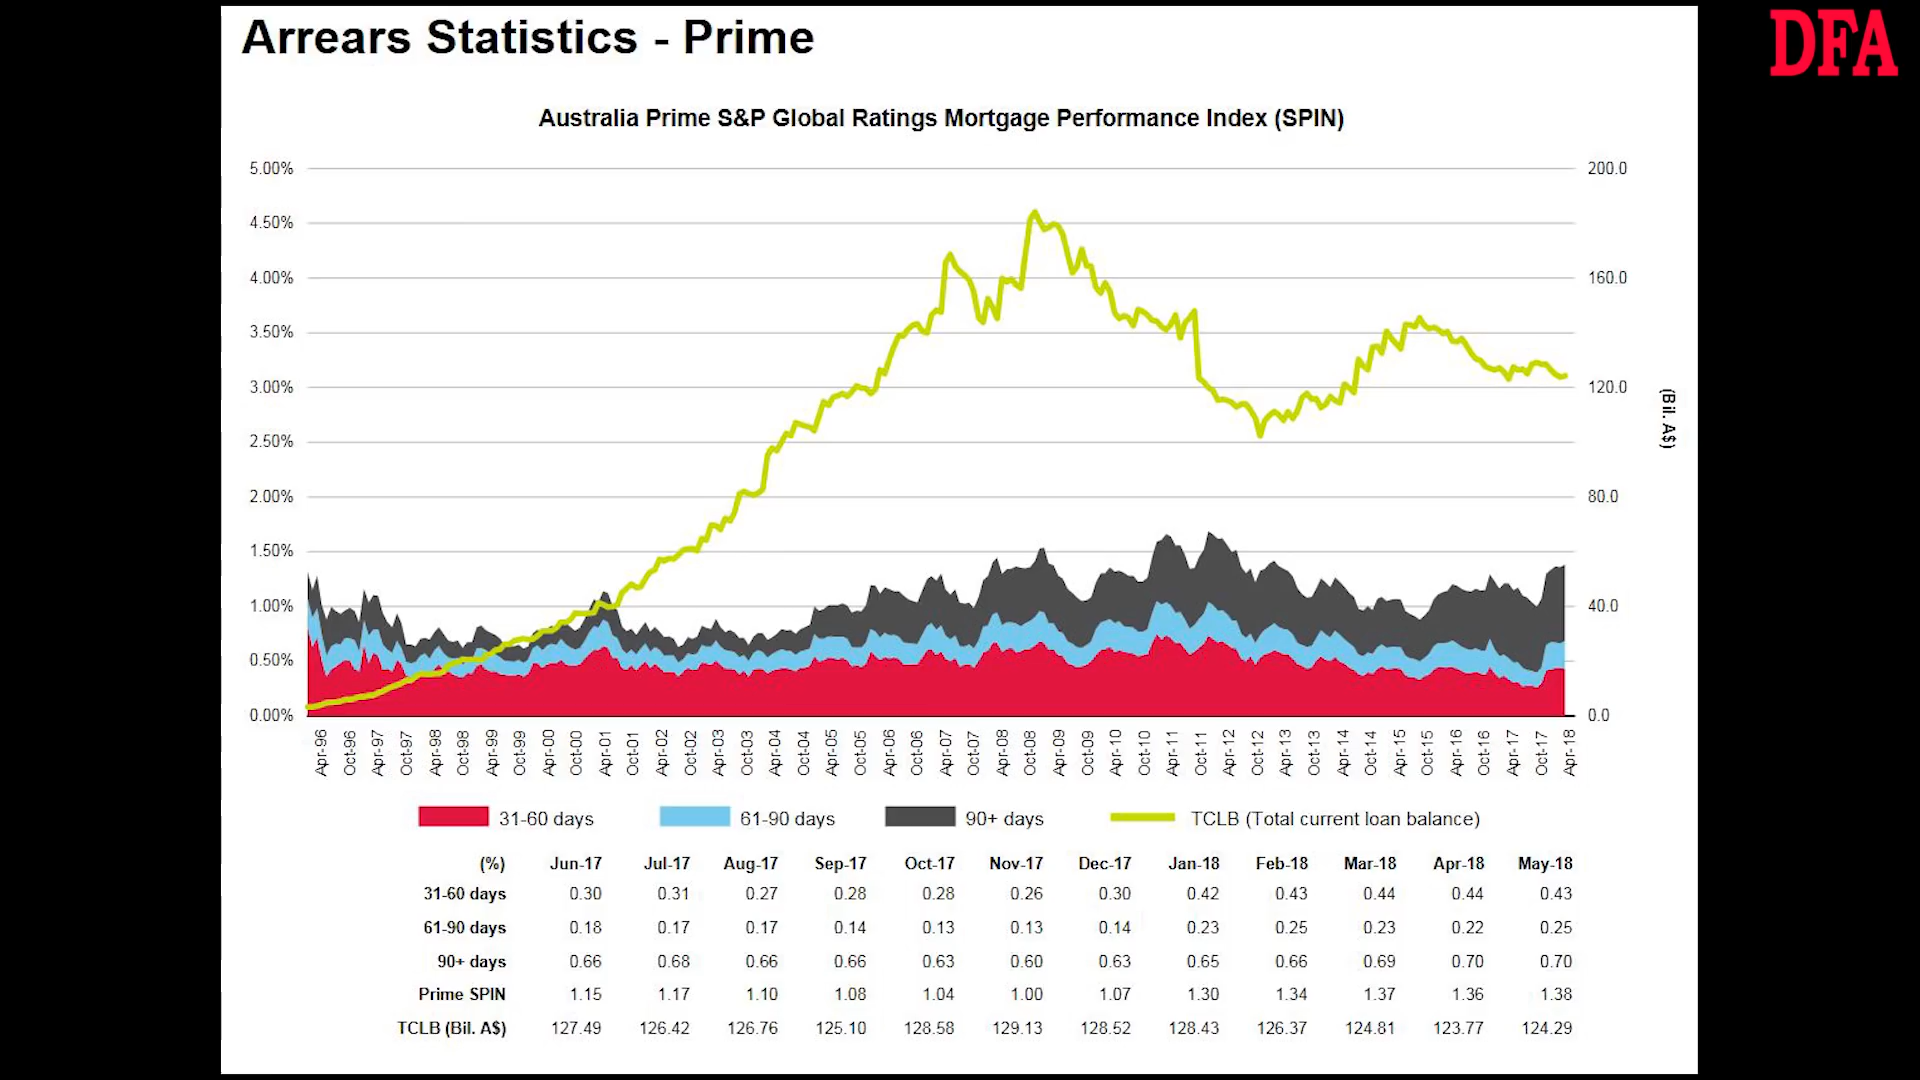 Arrears Statistics - Prime
DFA
Australia Prime S&P Global Ratings Mortgage Performance Index (SPIN)
5.00%
4.50%
4.00%
3.50%
3.00%
2.50%
2.00%
1.50%
1.00%
0.50%
0.00%
200.0
160.0
120.0
80.0
40.0
0.0
(Bil. A$)
Apr-96 Oct-96 Apr-97 Oct-97 Apr-98 Oct-98 Apr-99 Oct-99 Apr-00 Oct-00 Apr-01 Oct-01 Apr-02 Oct-02 Apr-03 Oct-03 Apr-04 Oct-04 Apr-05 Oct-05 Apr-06 Oct-06 Apr-07 Oct-07 Apr-08 Oct-08 Apr-09 Oct-09 Apr-10 Oct-10 Apr-11 Oct-11 Apr-12 Oct-12 Apr-13 Oct-13 Apr-14 Oct-14 Apr-15 Oct-15 Apr-16 Oct-16 Apr-17 Oct-17 Apr-18
31-60 days 61-90 days 90+ days TCLB (Total current loan balance)
(%) Jun-17 Jul-17 Aug-17 Sep-17 Oct-17 Nov-17 Dec-17 Jan-18 Feb-18 Mar-18 Apr-18 May-18
31-60 days 0.30 0.31 0.27 0.28 0.28 0.26 0.30 0.42 0.43 0.44 0.44 0.43
61-90 days 0.18 0.17 0.17 0.14 0.13 0.13 0.14 0.23 0.25 0.23 0.22 0.25
90+ days 0.66 0.68 0.66 0.66 0.63 0.60 0.63 0.65 0.66 0.69 0.70 0.70
Prime SPIN 1.15 1.17 1.10 1.08 1.04 1.00 1.07 1.30 1.34 1.37 1.36 1.38
TCLB (Bil. A$) 127.49 126.42 126.76 125.10 128.58 129.13 128.52 128.43 126.37 124.81 123.77 124.29